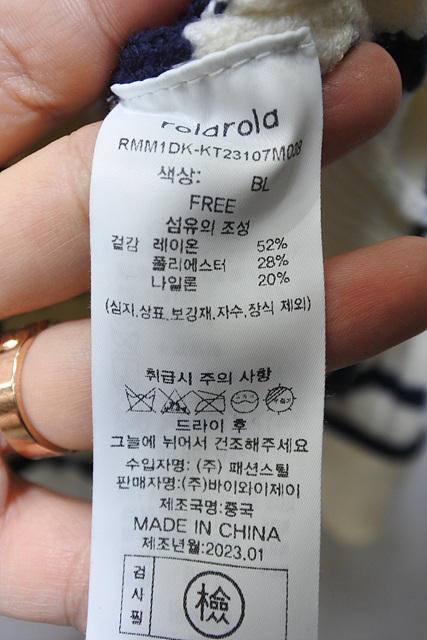 rolarola
RMM1DK-KT23107M039
색상: BL
FREE
섬유의 조성
겉감 레이온 52%
폴리에스터 28%
나일론 20%
(심지,상표,보강재,자수,장식 제외)
취급시 주의 사항
드라이 후
그늘에 뉘어서 건조해주세요
수입자명: (주) 패션스틸
판매자명:(주)바이와이제이
제조국명:중국
MADE IN CHINA
제조년월:2023.01
검사필
檢